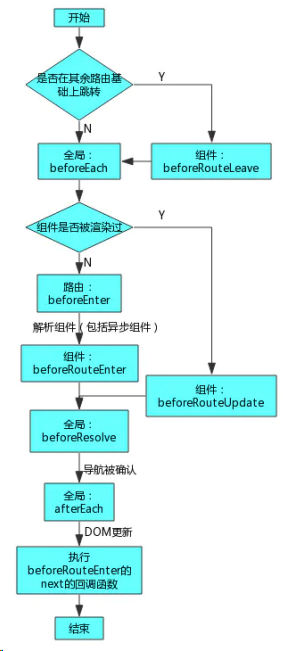 开始
是否在其余路由基
础上跳转
Y
N
全局：
beforeEach
组件：
beforeRouteLeave
组件是否被渲染过
Y
N
路由：
beforeEnter
解析组件（包括异步组件）
组件：
beforeRouteEnter
组件：
beforeRouteUpdate
全局：
beforeResolve
导航被确认
全局：
afterEach
DOM更新
执行
beforeRouteEnter的
next的回调函数
结束